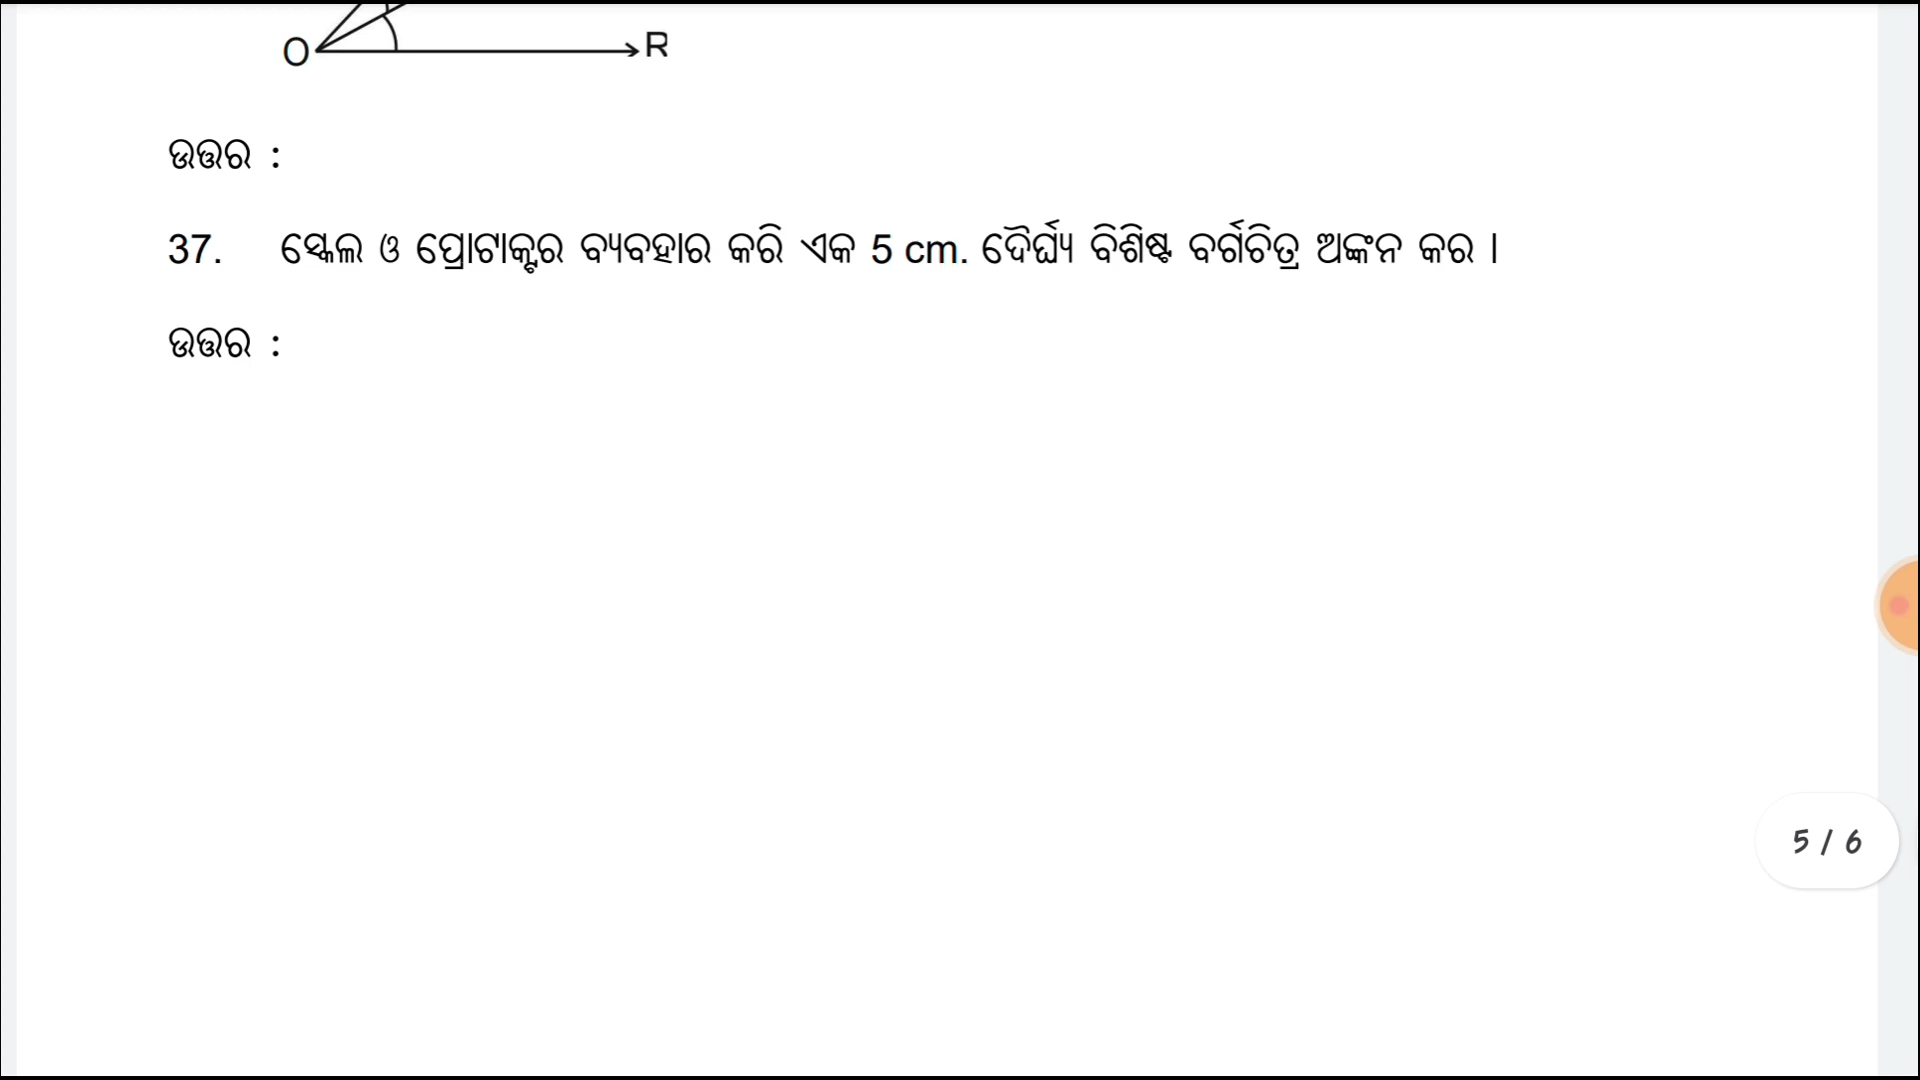 O R
ଉତ୍ତର :
37. ସ୍କେଲ ଓ ପ୍ରୋଟାକ୍ଟର ବ୍ୟବହାର କରି ଏକ 5 cm. ଦୈର୍ଘ୍ୟ ବିଶିଷ୍ଟ ବର୍ଗଚିତ୍ର ଅଙ୍କନ କର ।
ଉତ୍ତର :
5 / 6